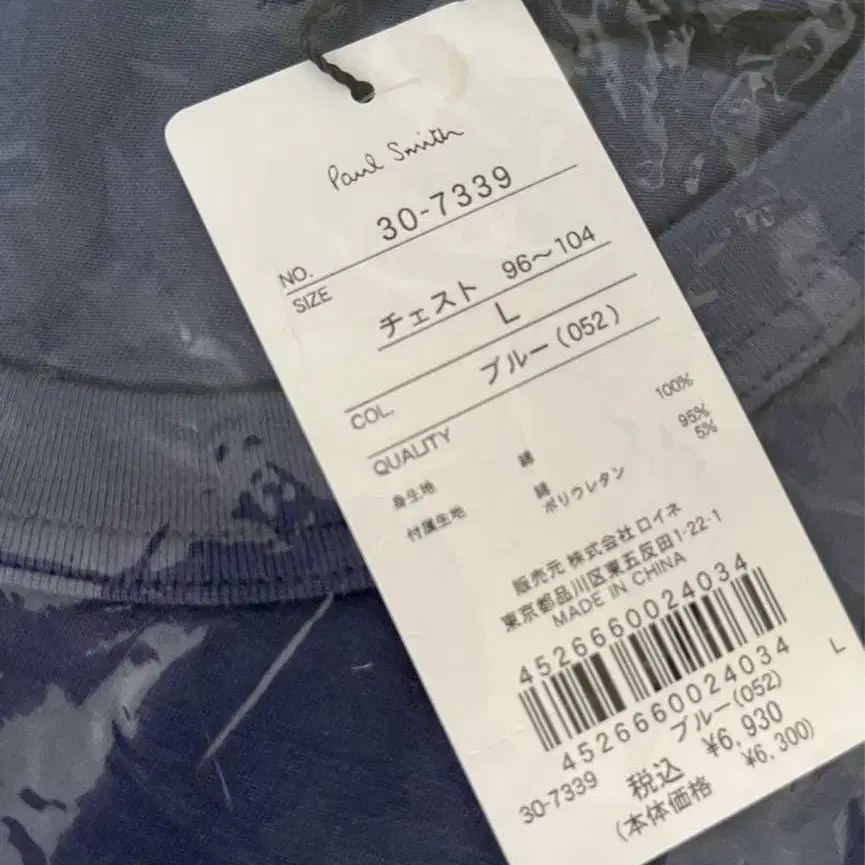 Paul Smith
NO. 30-7339
SIZE チェスト 96～104
L
COL. ブルー(052)
QUALITY
身生地 綿 100%
付属生地 綿 95%
ポリウレタン 5%
販売元 株式会社 ロイネ
東京都品川区東五反田1-22-1
MADE IN CHINA
4526660024034
4526660024034
ブルー(052) L
30-7339 税込 ¥6,930
(本体価格 ¥6,300)